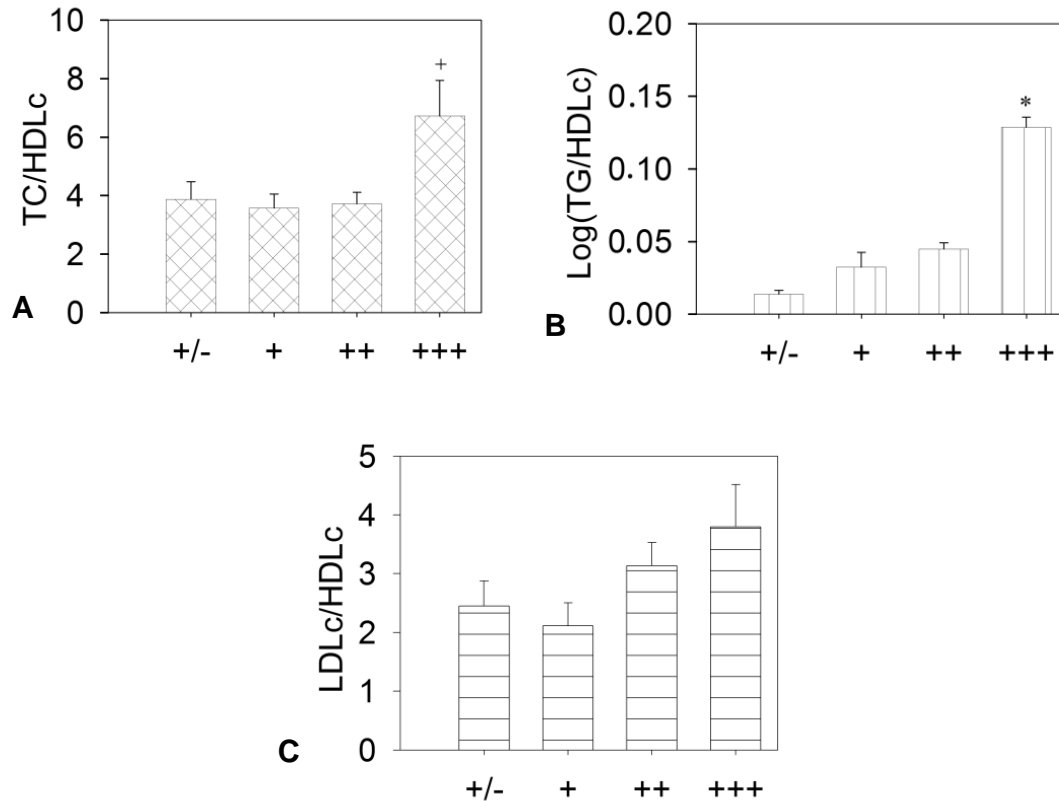 TC/HDLc
10
8
6
4
2
0
+
+/- + ++ +++
A
Log(TG/HDLc)
0.20
0.15
0.10
0.05
0.00
*
+/- + ++ +++
B
LDLc/HDLc
5
4
3
2
1
0
+/- + ++ +++
C